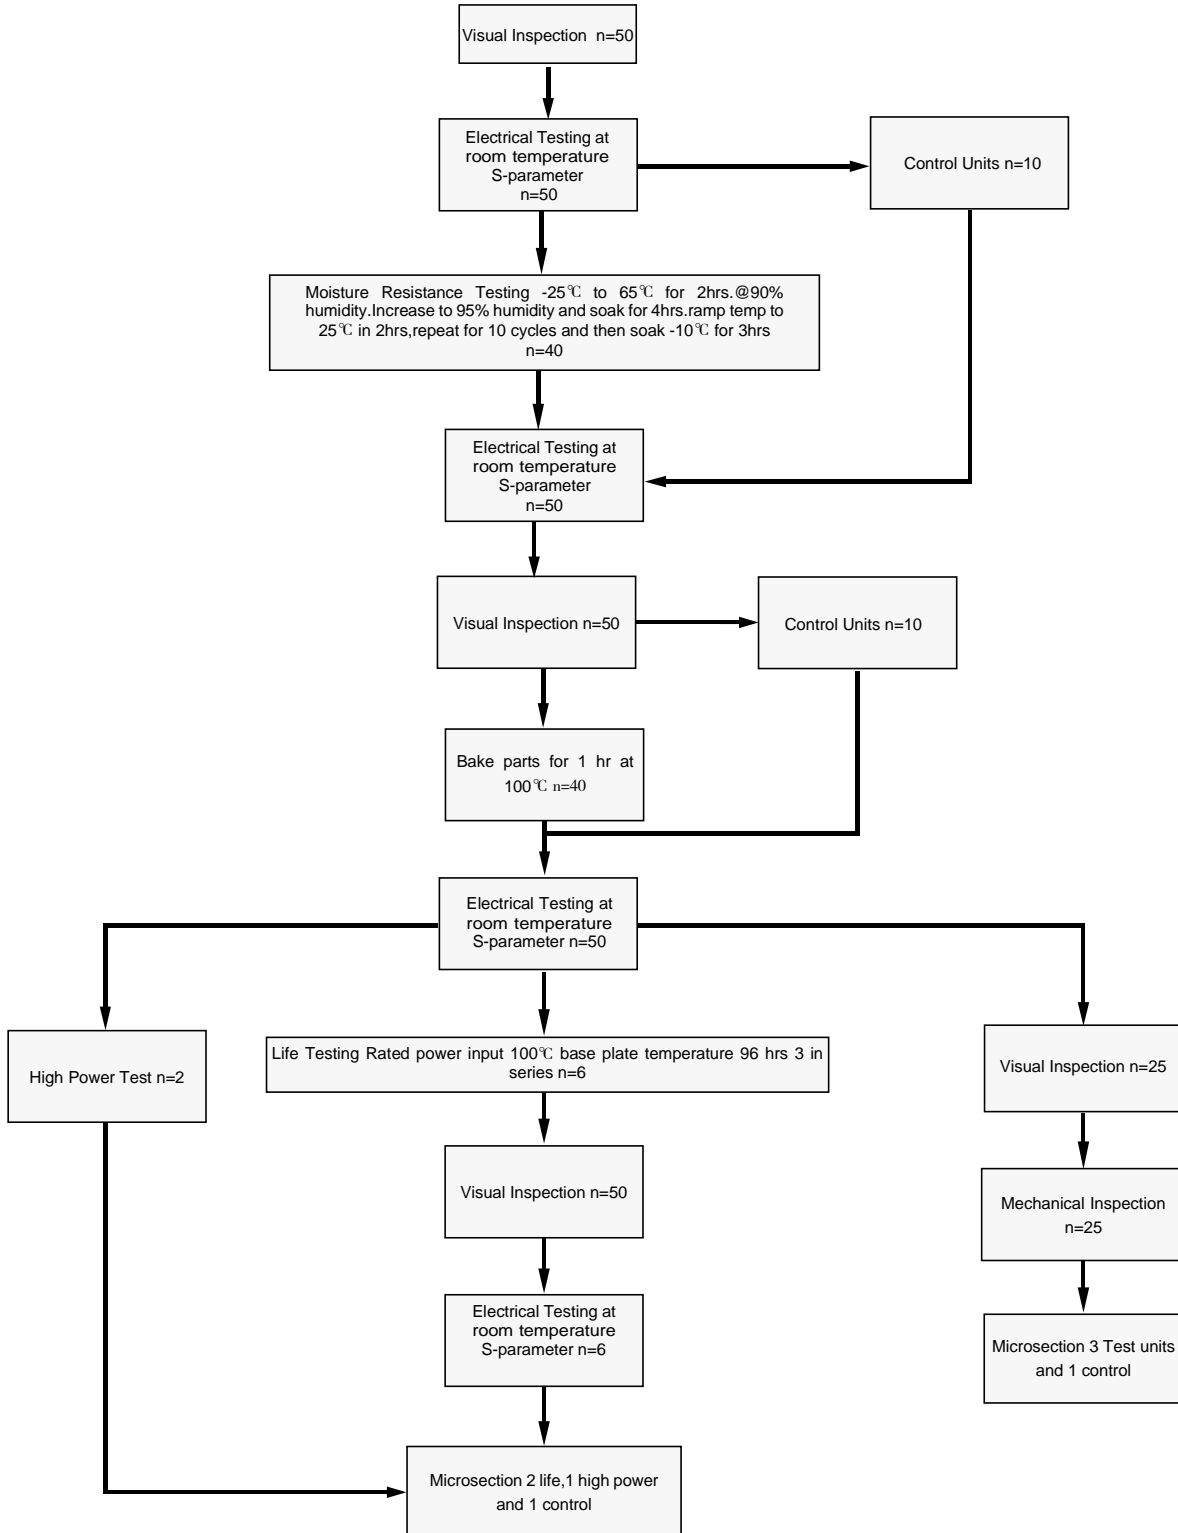 Visual Inspection n=50
Electrical Testing at
room temperature
S-parameter
n=50
Control Units n=10
Moisture Resistance Testing -25℃ to 65℃ for 2hrs.@90%
humidity.Increase to 95% humidity and soak for 4hrs.ramp temp to
25℃ in 2hrs,repeat for 10 cycles and then soak -10℃ for 3hrs
n=40
Electrical Testing at
room temperature
S-parameter
n=50
Visual Inspection n=50
Control Units n=10
Bake parts for 1 hr at
100℃ n=40
Electrical Testing at
room temperature
S-parameter n=50
High Power Test n=2
Life Testing Rated power input 100℃ base plate temperature 96 hrs 3 in
series n=6
Visual Inspection n=25
Visual Inspection n=50
Mechanical Inspection
n=25
Electrical Testing at
room temperature
S-parameter n=6
Microsection 3 Test units
and 1 control
Microsection 2 life,1 high power
and 1 control